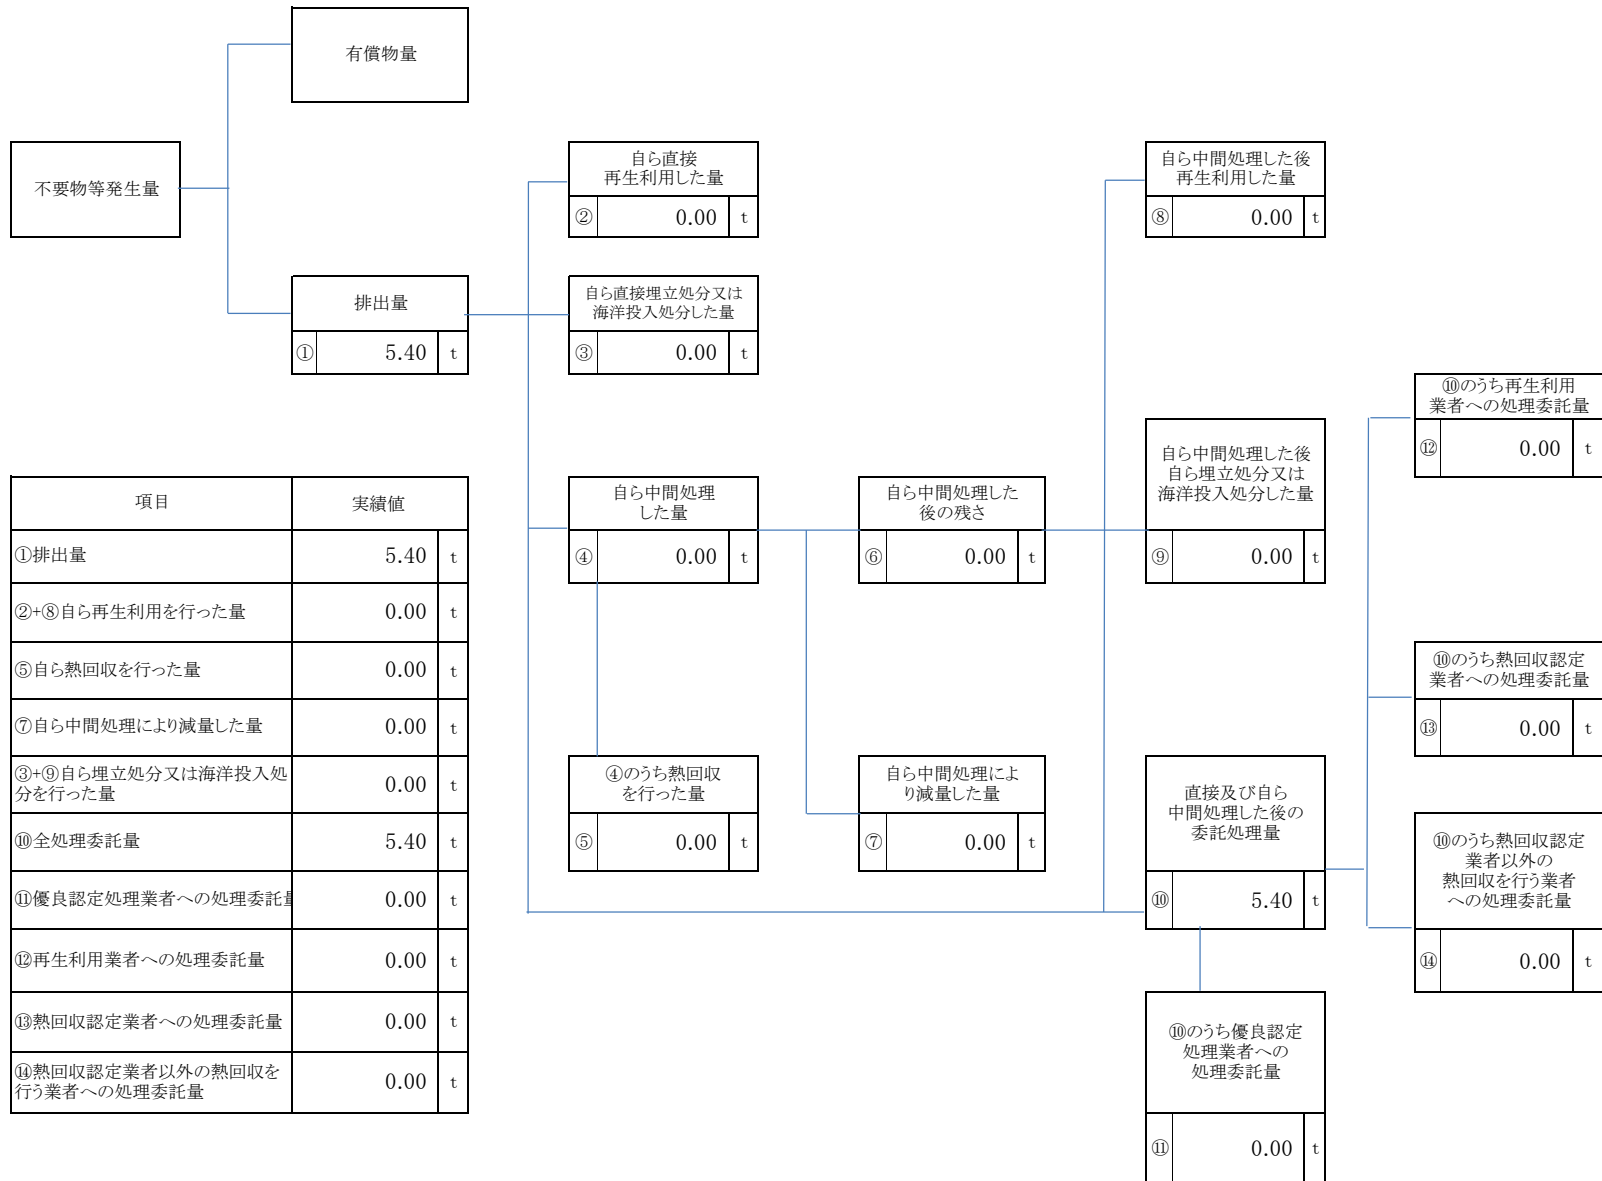 有償物量
不要物等発生量
排出量
① 5.40 t
自ら直接
再生利用した量
② 0.00 t
自ら直接埋立処分又は
海洋投入処分した量
③ 0.00 t
自ら中間処理
した量
④ 0.00 t
④のうち熱回収
を行った量
⑤ 0.00 t
自ら中間処理した
後の残さ
⑥ 0.00 t
自ら中間処理によ
り減量した量
⑦ 0.00 t
自ら中間処理した後
再生利用した量
⑧ 0.00 t
自ら中間処理した後
自ら埋立処分又は
海洋投入処分した量
⑨ 0.00 t
直接及び自ら
中間処理した後の
委託処理量
⑩ 5.40 t
⑩のうち優良認定
処理業者への
処理委託量
⑪ 0.00 t
⑩のうち再生利用
業者への処理委託量
⑫ 0.00 t
⑩のうち熱回収認定
業者への処理委託量
⑬ 0.00 t
⑩のうち熱回収認定
業者以外の
熱回収を行う業者
への処理委託量
⑭ 0.00 t
項目 実績値
①排出量 5.40 t
②+⑧自ら再生利用を行った量 0.00 t
⑤自ら熱回収を行った量 0.00 t
⑦自ら中間処理により減量した量 0.00 t
③+⑨自ら埋立処分又は海洋投入処
分を行った量 0.00 t
⑩全処理委託量 5.40 t
⑪優良認定処理業者への処理委託量 0.00 t
⑫再生利用業者への処理委託量 0.00 t
⑬熱回収認定業者への処理委託量 0.00 t
⑭熱回収認定業者以外の熱回収を
行う業者への処理委託量 0.00 t